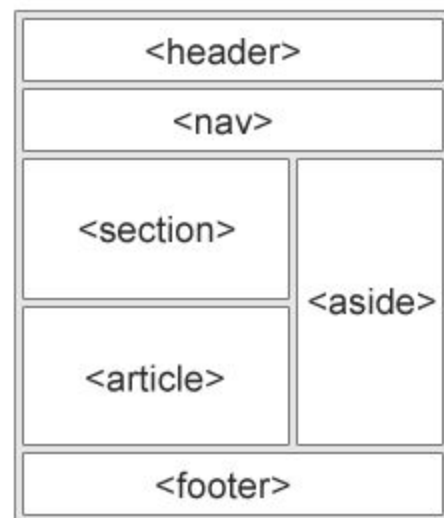 <header>
<nav>
<section>
<aside>
<article>
<footer>